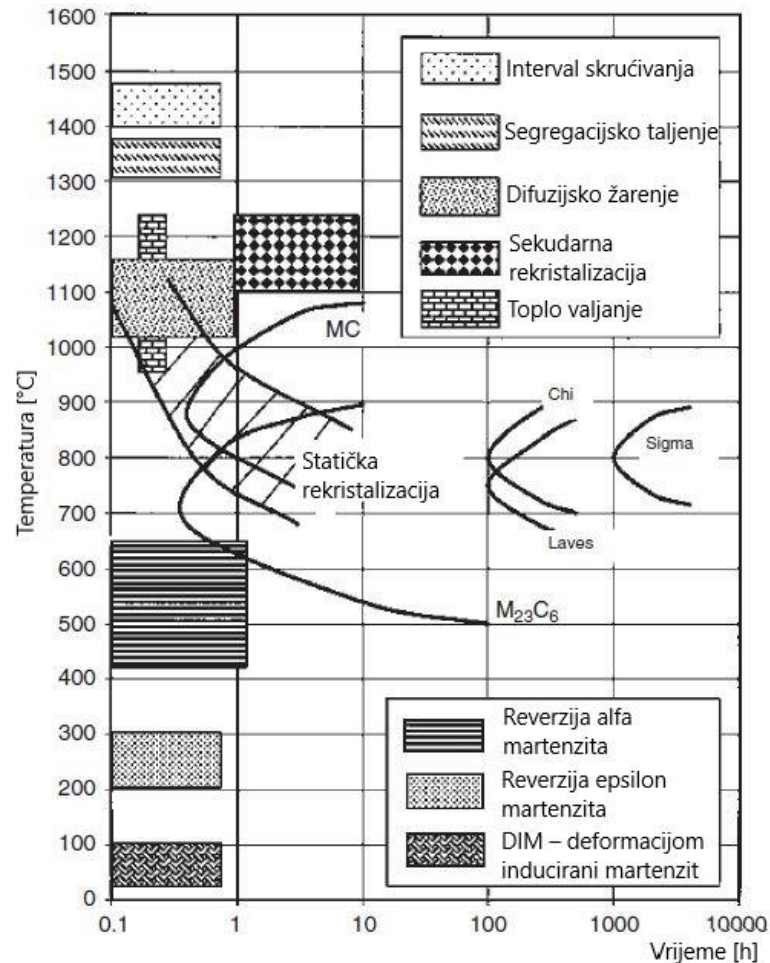 1600
1500
1400
1300
1200
1100
1000
900
800
700
600
500
400
300
200
100
0
Temperatura [°C]
Interval skrućivanja
Segregacijsko taljenje
Difuzijsko žarenje
Sekudarna
rekristalizacija
Toplo valjanje
MC
Chi
Sigma
Statička
rekristalizacija
Laves
M₂₃C₆
Reverzija alfa
martenzita
Reverzija epsilon
martenzita
DIM – deformacijom
inducirani martenzit
0.1 1 10 100 1000 10000
Vrijeme [h]